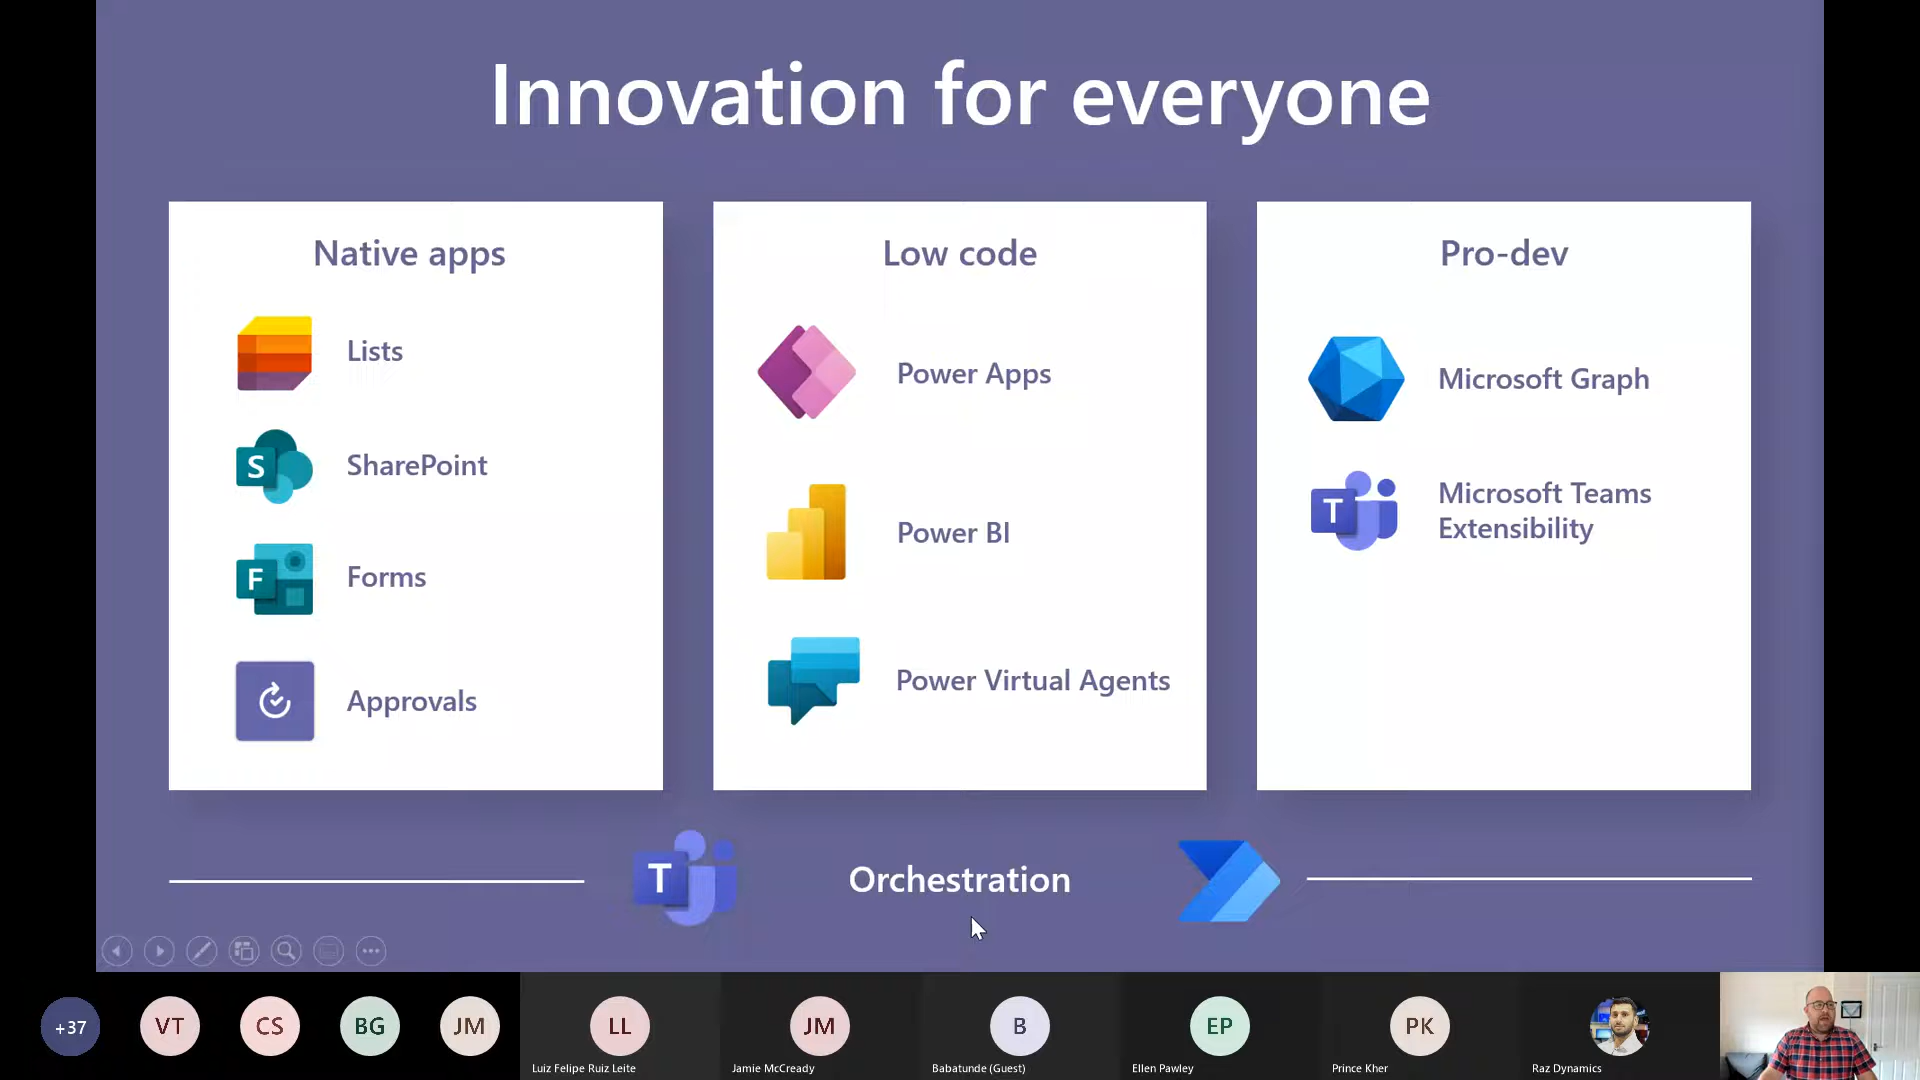 Innovation for everyone
Native apps
Lists
S
SharePoint
F
Forms
Approvals
Low code
Power Apps
Power BI
Power Virtual Agents
Pro-dev
Microsoft Graph
T
Microsoft Teams
Extensibility
T
Orchestration
+37
VT
CS
BG
JM
LL
Luiz Felipe Ruiz Leite
JM
Jamie McCready
B
Babatunde (Guest)
EP
Ellen Pawley
PK
Prince Kher
Raz Dynamics